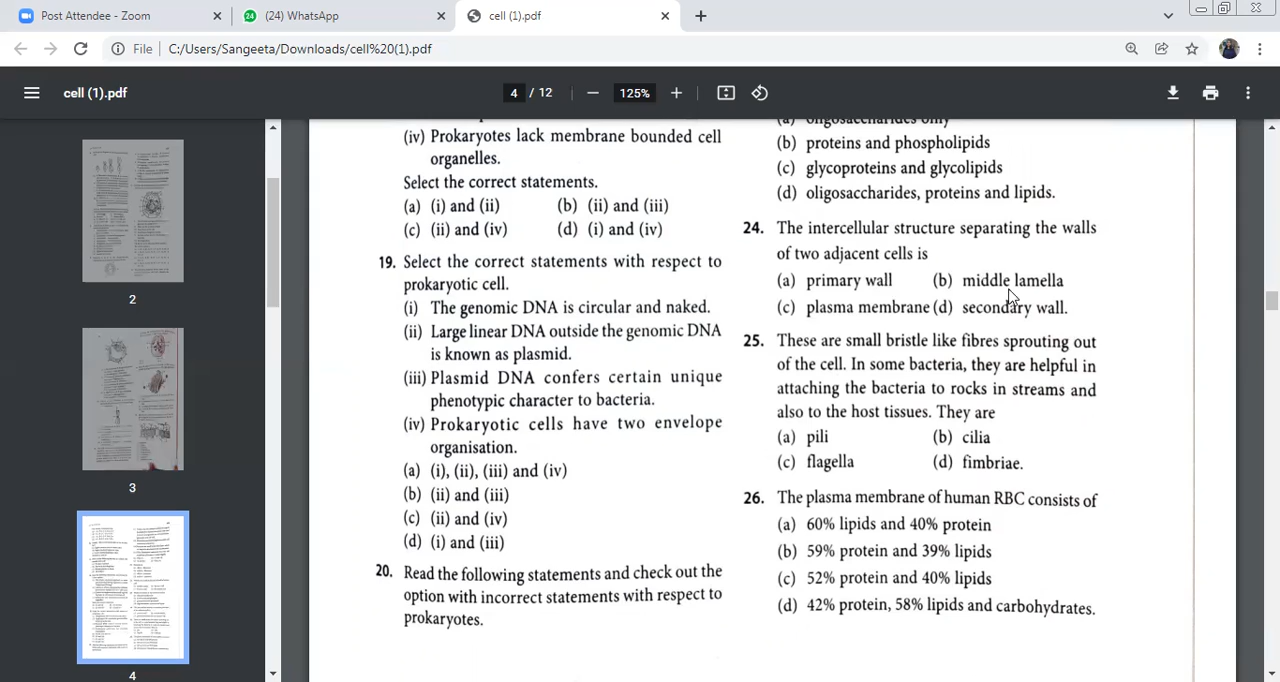 Post Attendee - Zoom
(24) WhatsApp
cell (1).pdf
File
C:/Users/Sangeeta/Downloads/cell%20(1).pdf
cell (1).pdf
4 / 12
125%
2
3
4
(iv) Prokaryotes lack membrane bounded cell
organelles.
Select the correct stements.
(a) (i) and (ii) (b) (ii) and (iii)
(c) (ii) and (iv) (d) (i) and (iv)
19. Select the correct statements with respect to
prokaryotic cell.
(i) The genomic DNA is circular and naked.
(ii) Large linear DNA outside the genomic DNA
is known as plasmid.
(iii) Plasmid DNA confers certain unique
phenotypic character to bacteria.
(iv) Prokaryotic cells have two envelope
organisation.
(a) (i), (ii), (iii) and (iv)
(b) (ii) and (iii)
(c) (ii) and (iv)
(d) (i) and (iii)
20. Read the following statements and check out the
option with incorrect statements with respect to
(a) oligosaccharides only
(b) proteins and phospholipids
(c) glycoproteins and glycolipids
(d) oligosaccharides, proteins and lipids.
24. The intercellular structure separating the walls
of two adjacent cells is
(a) primary wall (b) middle lamella
(c) plasma membrane (d) secondary wall.
25. These are small bristle like fibres sprouting out
of the cell. In some bacteria, they are helpful in
attaching the bacteria to rocks in streams and
also to the host tissues. They are
(a) pili (b) cilia
(c) flagella (d) fimbriae.
26. The plasma membrane of human RBC consists of
(a) 60% lipids and 40% protein
(b) 59% protein and 39% lipids
(c) 52% protein and 40% lipids
(d) 42% protein, 58% lipids and carbohydrates.